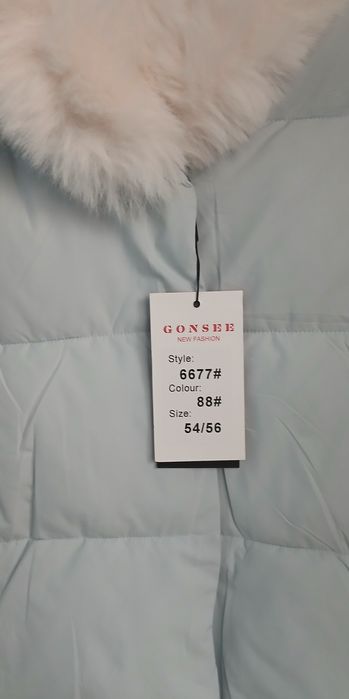 GONSEE
NEW FASHION
Style:
6677#
Colour:
88#
Size:
54/56